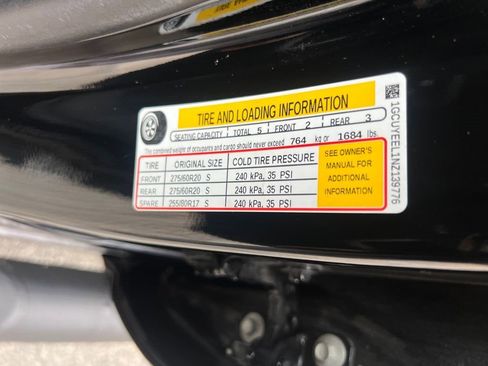 TIRE AND LOADING INFORMATION
SEATING CAPACITY TOTAL 5 FRONT 2 REAR 3
The combined weight of occupants and cargo should never exceed 764 kg or 1684 lbs.
TIRE ORIGINAL SIZE COLD TIRE PRESSURE
FRONT 275/60R20 S 240 kPa, 35 PSI
REAR 275/60R20 S 240 kPa, 35 PSI
SPARE 255/80R17 S 240 kPa, 35 PSI
SEE OWNER'S
MANUAL FOR
ADDITIONAL
INFORMATION
1GCUYEEL1NZ139776